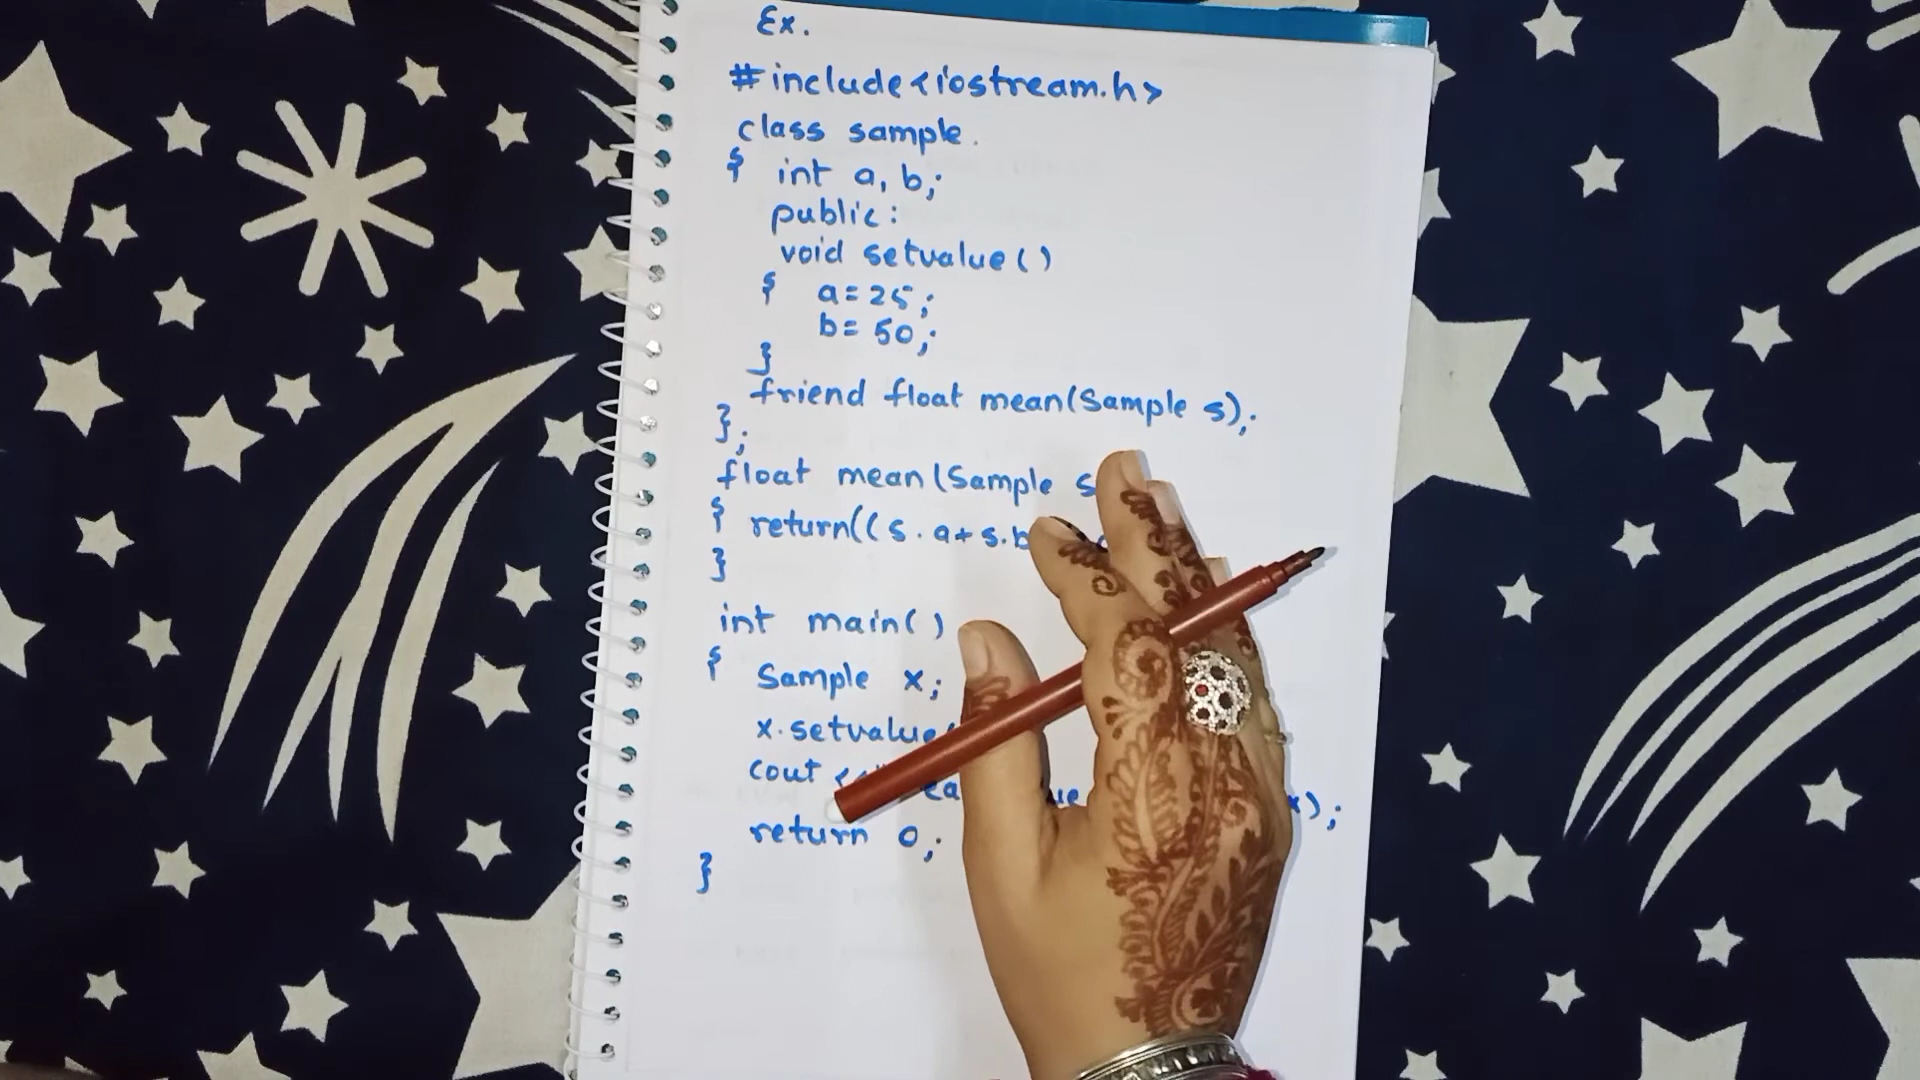 Ex.
#include<iostream.h>
class sample.
{ int a, b;
public:
void setvalue()
{ a=25;
b= 50;
}
friend float mean(Sample s);
};
float mean(Sample s
{ return((s.a+s.b
}
int main()
{ Sample x;
x.setvalue(
cout <<
x);
return 0;
}